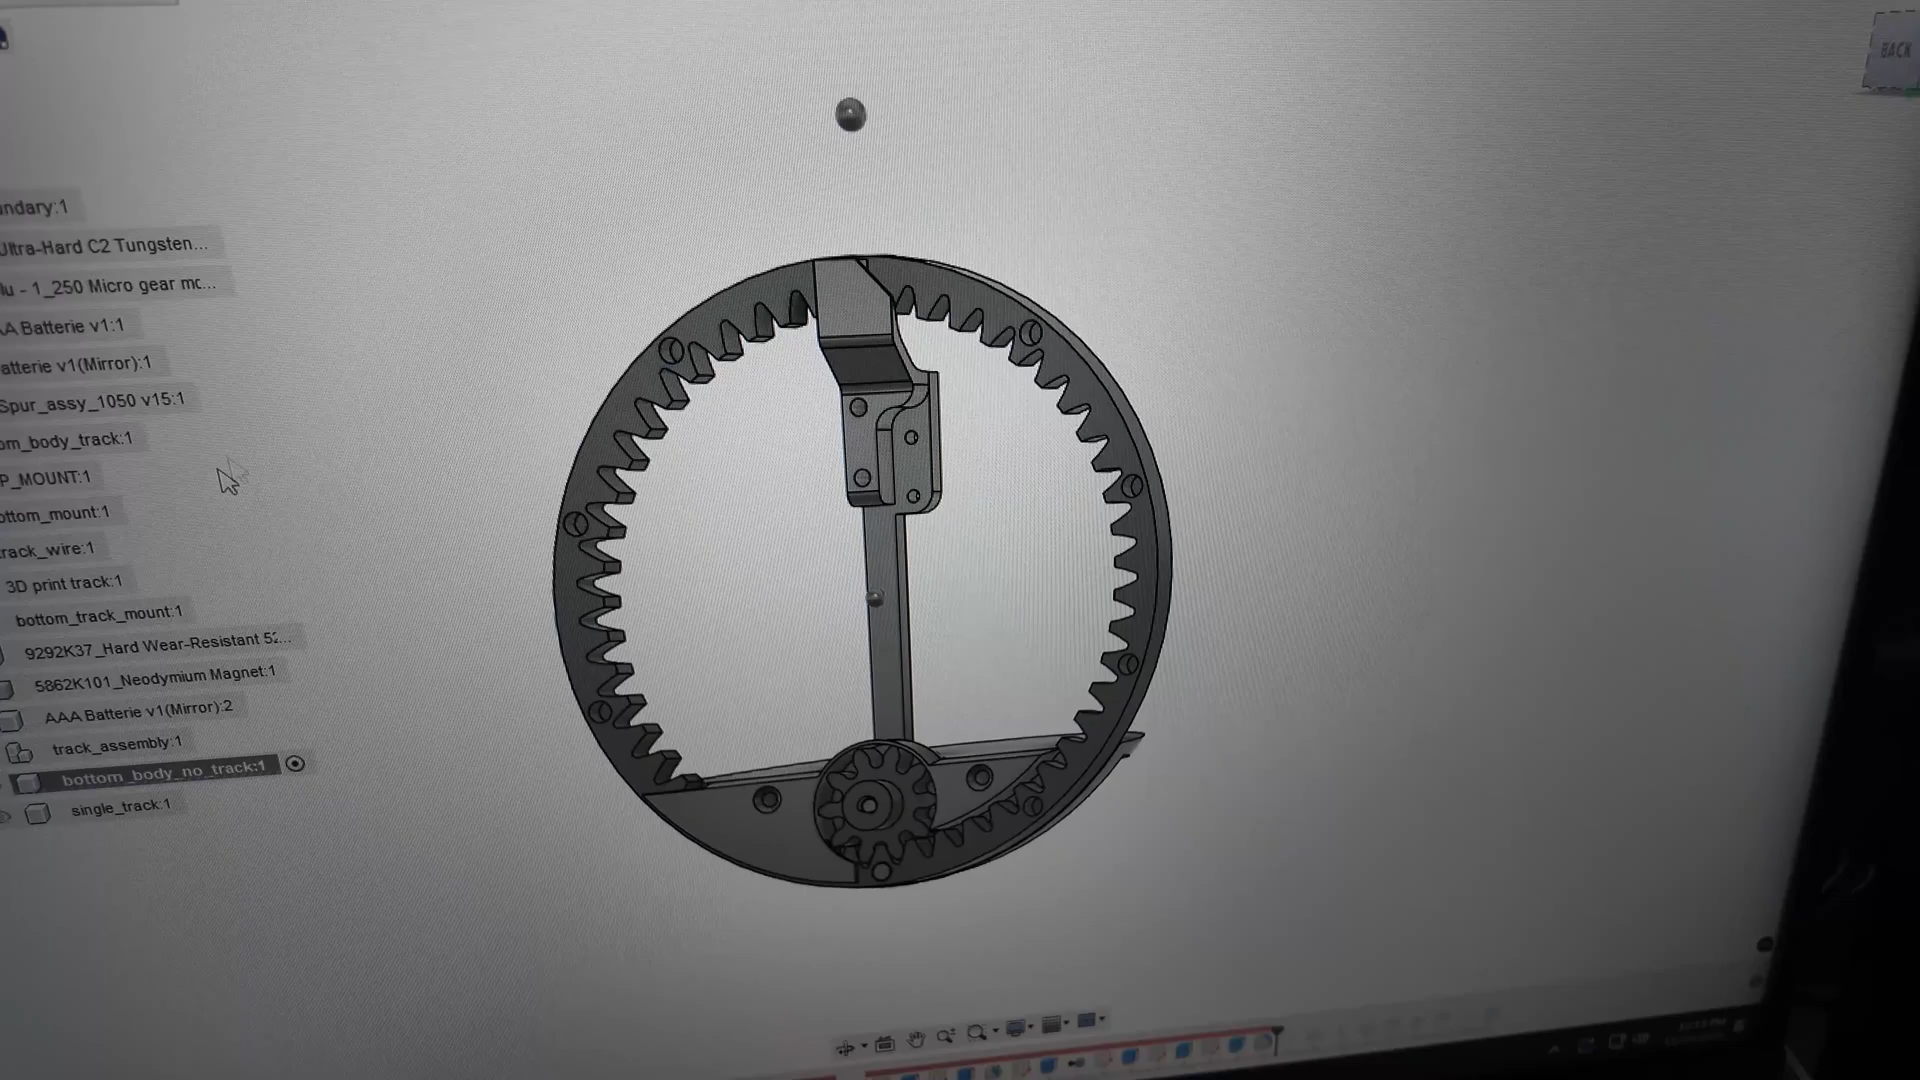 BACK
ndary:1
Ultra-Hard C2 Tungsten...
lu - 1_250 Micro gear mc...
AA Batterie v1:1
atterie v1(Mirror):1
Spur_assy_1050 v15:1
om_body_track:1
P_MOUNT:1
ottom_mount:1
rack_wire:1
3D print track:1
bottom_track_mount:1
9292K37_Hard Wear-Resistant 52...
5862K101_Neodymium Magnet:1
AAA Batterie v1(Mirror):2
track_assembly:1
bottom_body_no_track:1
single_track:1